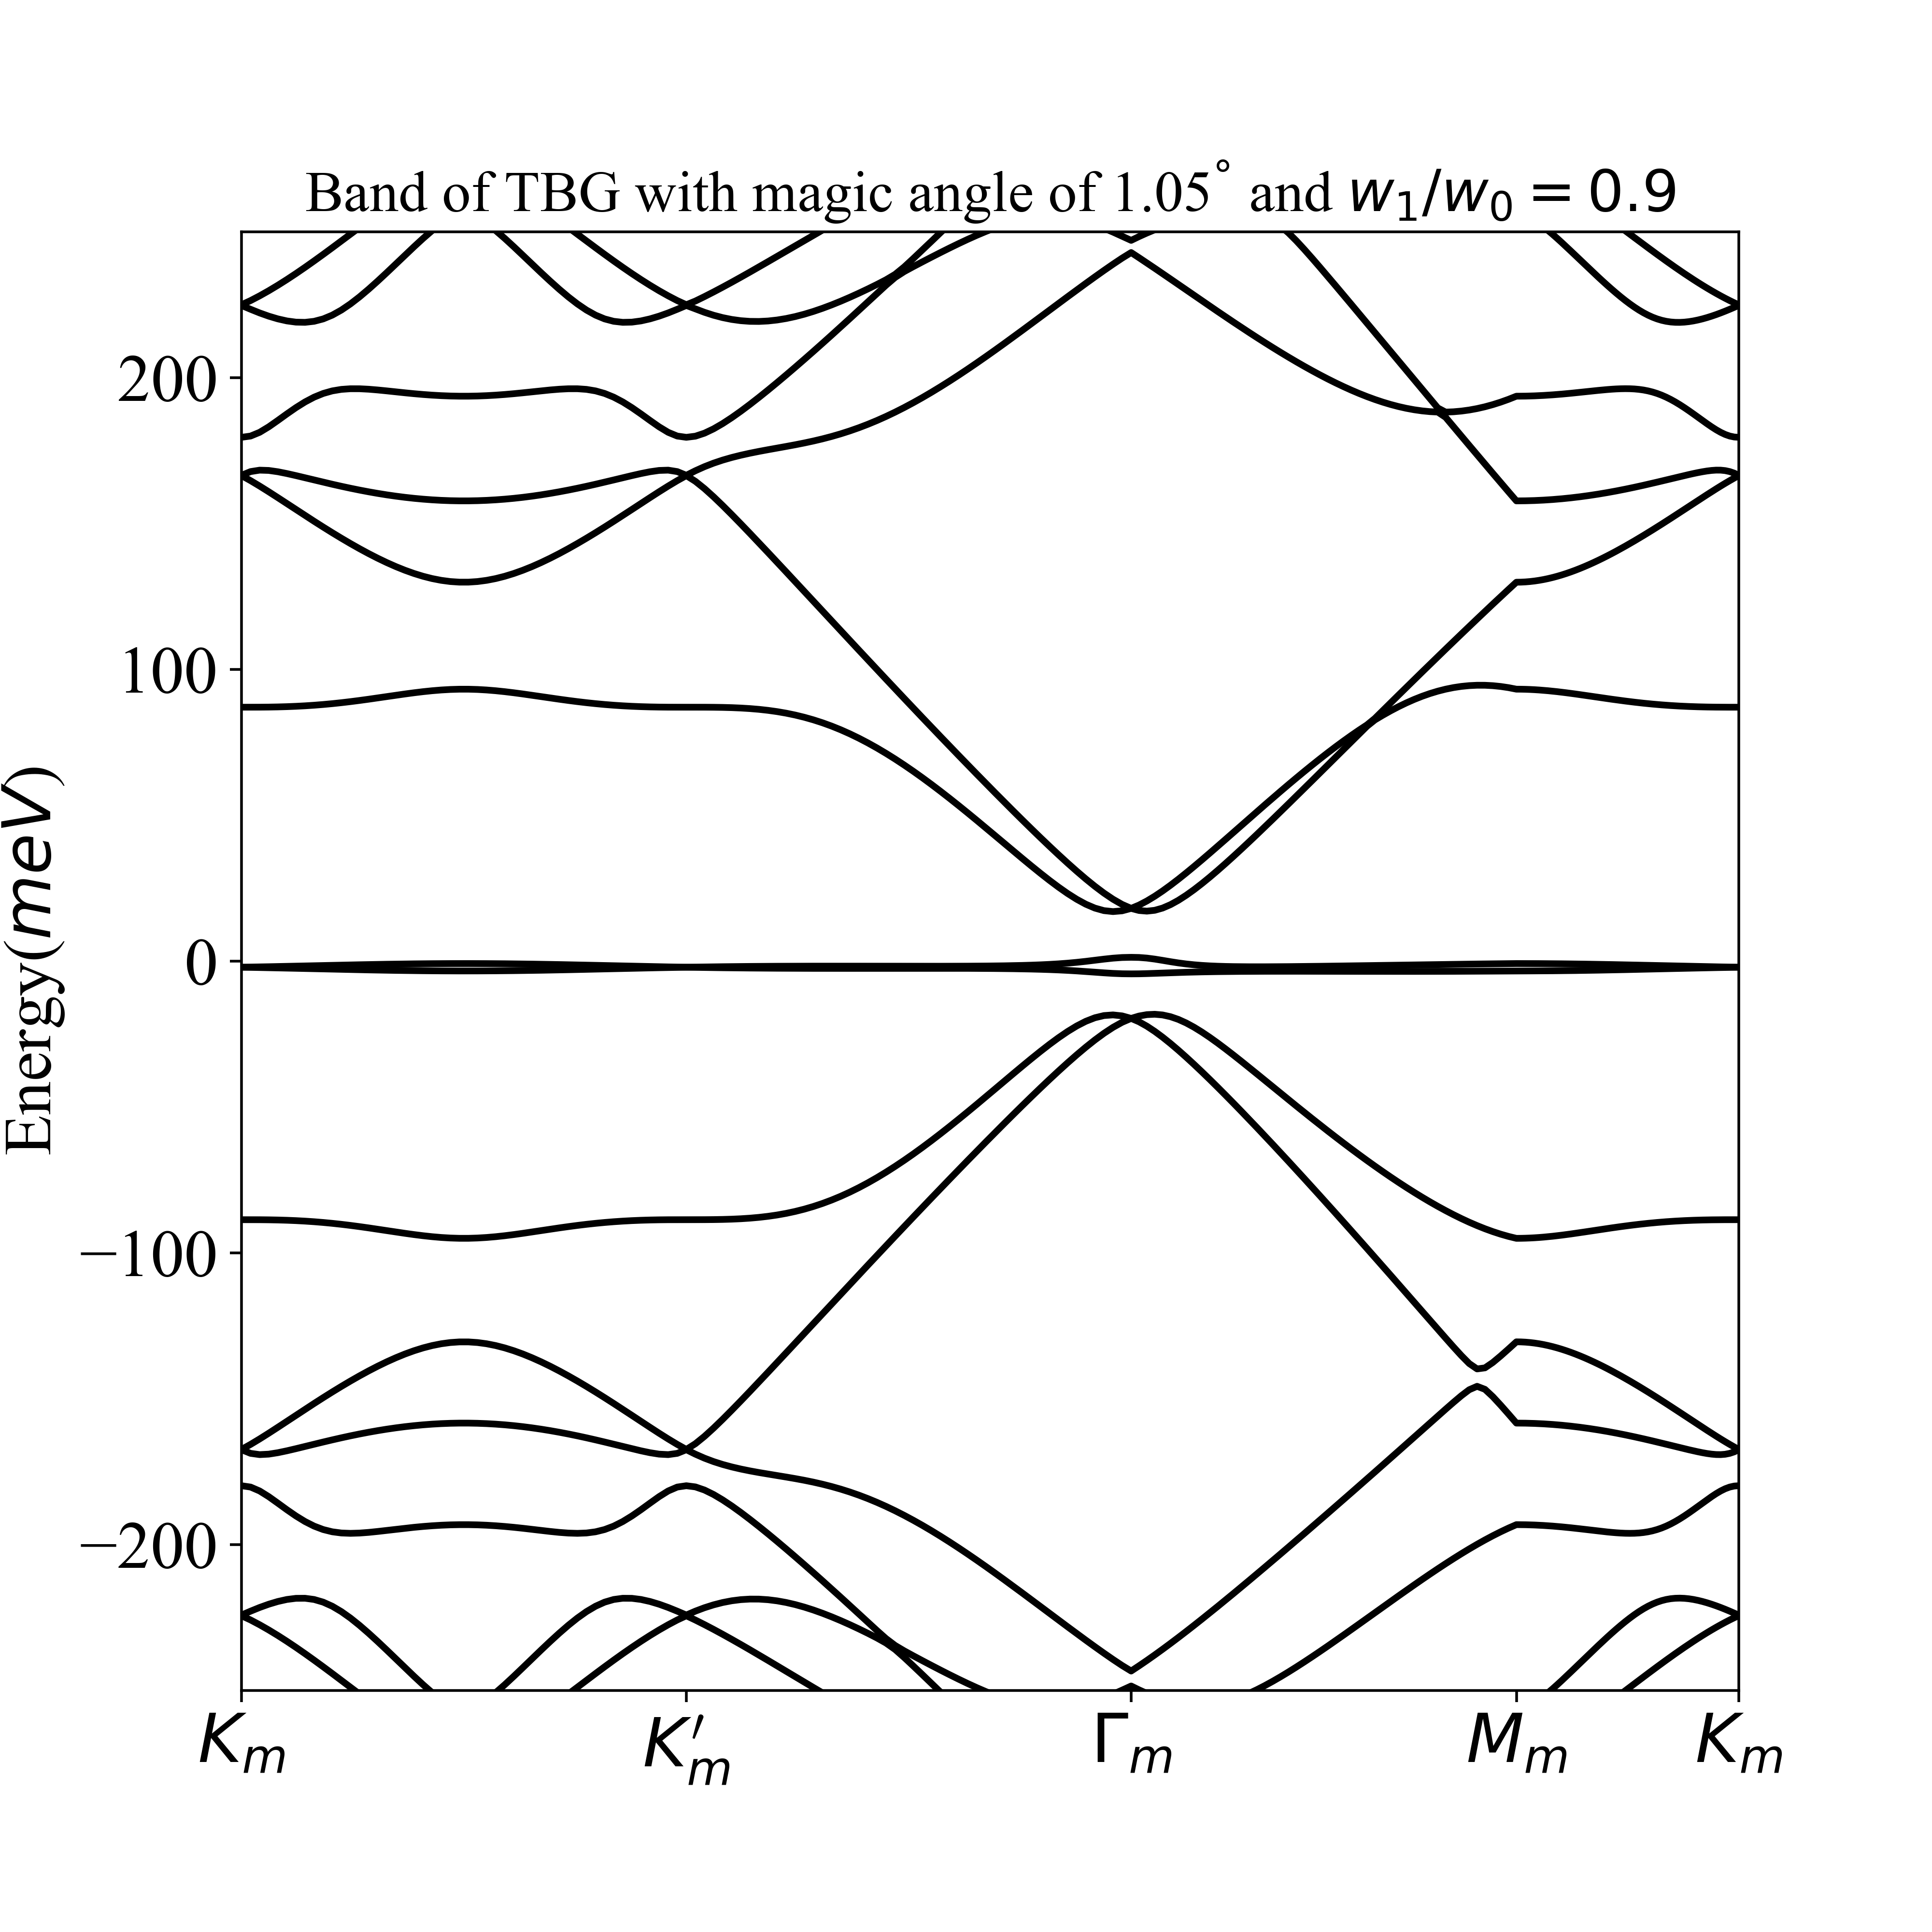 Band of TBG with magic angle of 1.05° and w₁/w₀ = 0.9
Energy(meV)
200
100
0
−100
−200
Kₘ K′ₘ Γₘ Mₘ Kₘ